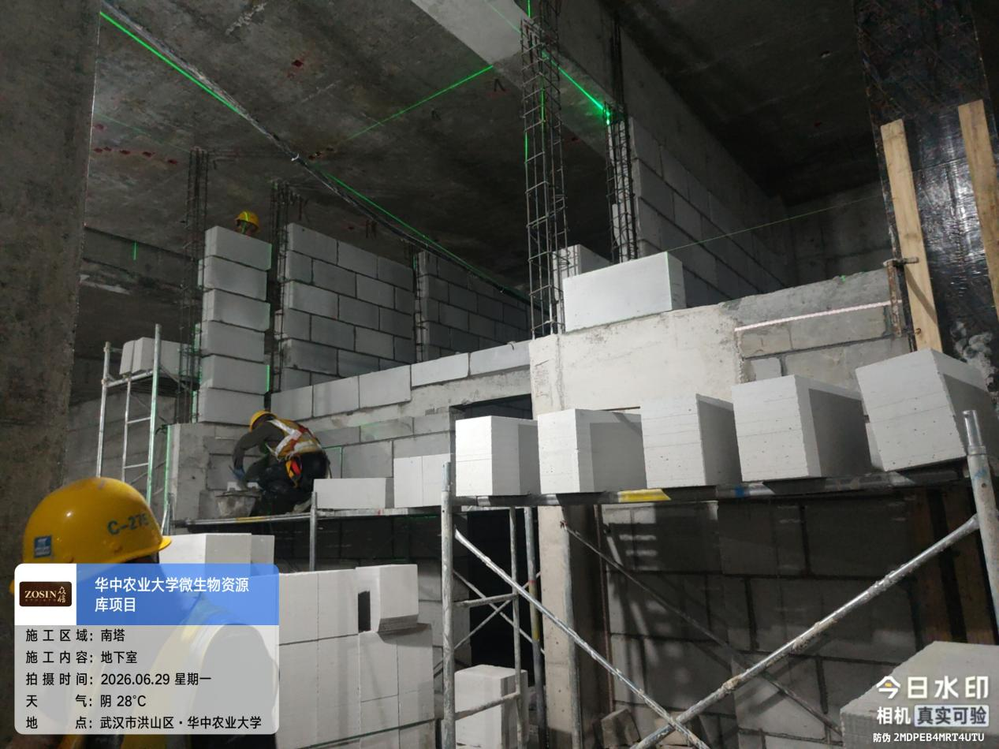 C-276
ZOSIN
众信
华中农业大学微生物资源
库项目
施工区域：南塔
施工内容：地下室
拍摄时间：2026.06.29 星期一
天气：阴 28℃
地点：武汉市洪山区·华中农业大学
今日水印
相机 真实可验
防伪 2MDPEB4MRT4UTU